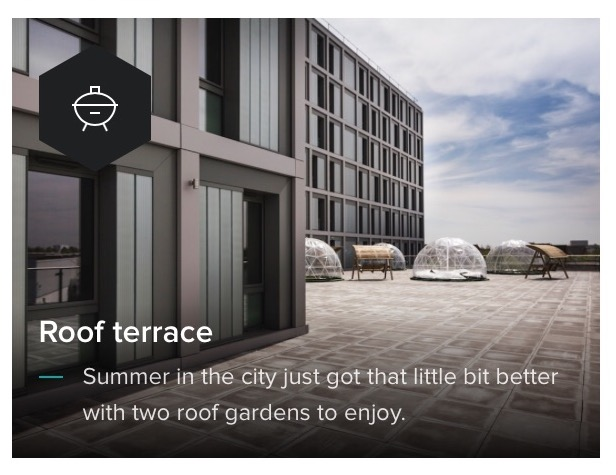 Roof terrace
Summer in the city just got that little bit better
with two roof gardens to enjoy.